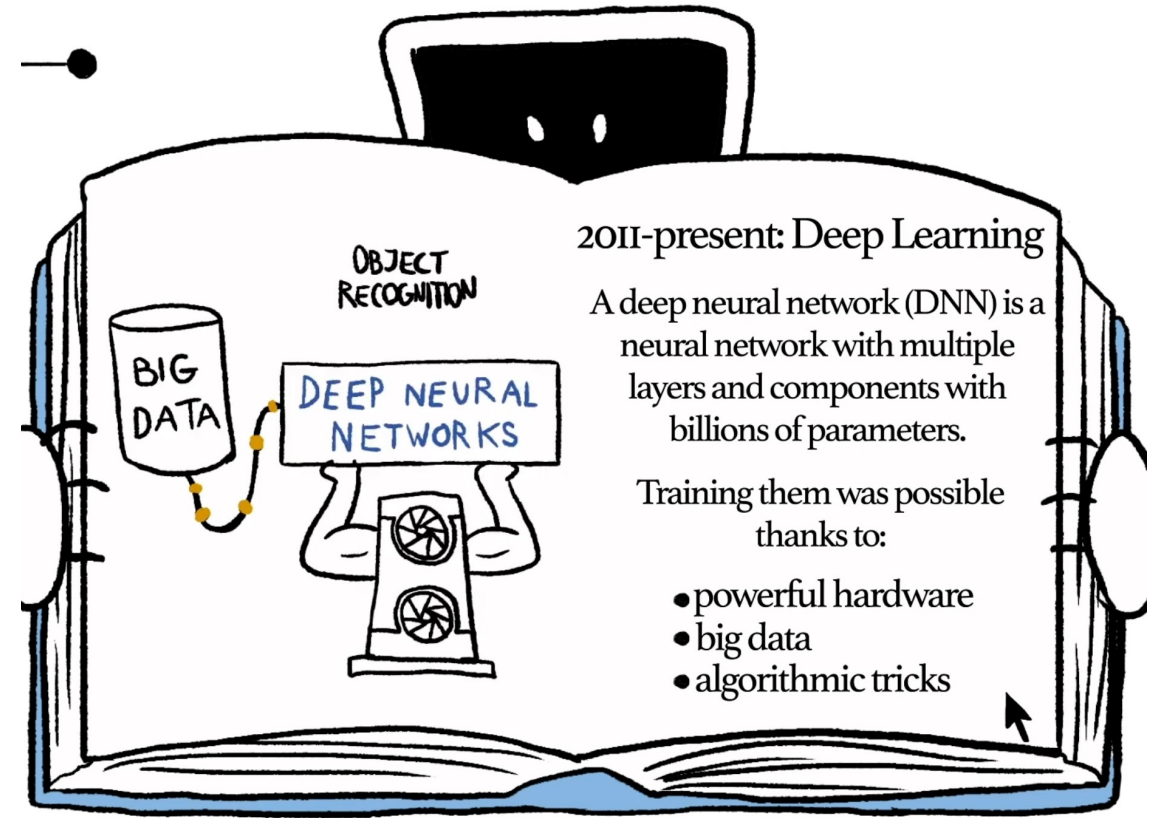 OBJECT
RECOGNITION
BIG
DATA
DEEP NEURAL
NETWORKS
2011-present: Deep Learning
A deep neural network (DNN) is a
neural network with multiple
layers and components with
billions of parameters.
Training them was possible
thanks to:
• powerful hardware
• big data
• algorithmic tricks